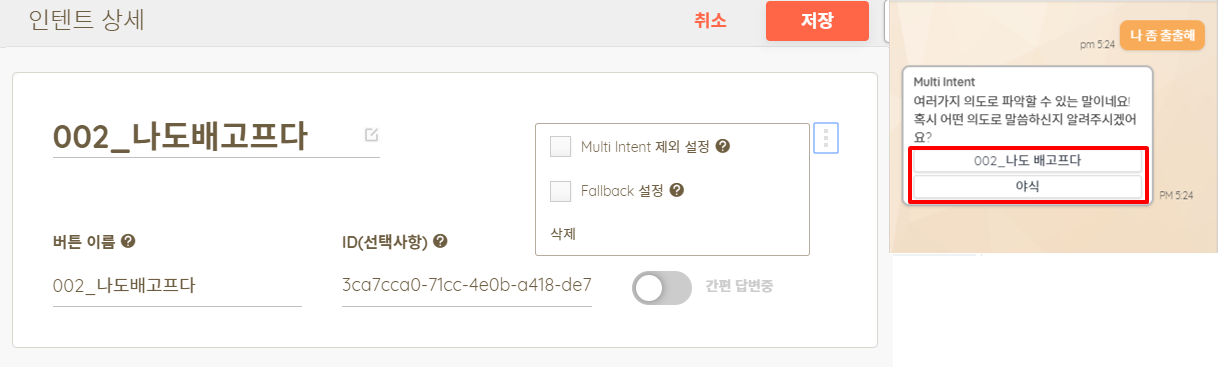 인텐트 상세
취소
저장
002_나도배고프다
Multi Intent 제외 설정
Fallback 설정
삭제
버튼 이름
ID(선택사항)
002_나도배고프다
3ca7cca0-71cc-4e0b-a418-de7
간편 답변중
나 좀 출출해
pm 5:24
Multi Intent
여러가지 의도로 파악할 수 있는 말이네요!
혹시 어떤 의도로 말씀하신지 알려주시겠어
요?
002_나도 배고프다
야식
PM 5:24